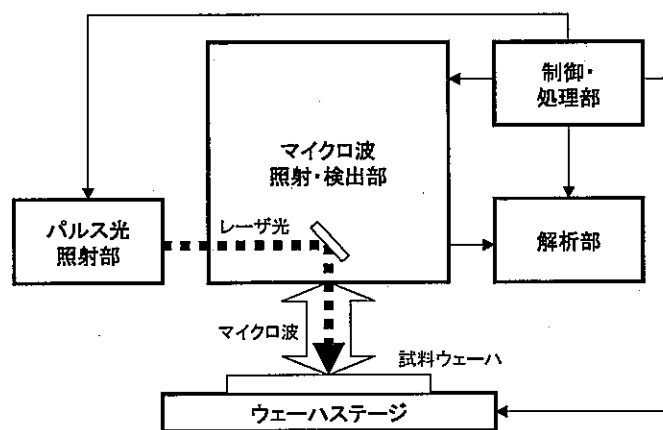 制御・
処理部
マイクロ波
照射・検出部
パルス光
照射部
レーザ光
解析部
マイクロ波
試料ウェーハ
ウェーハステージ